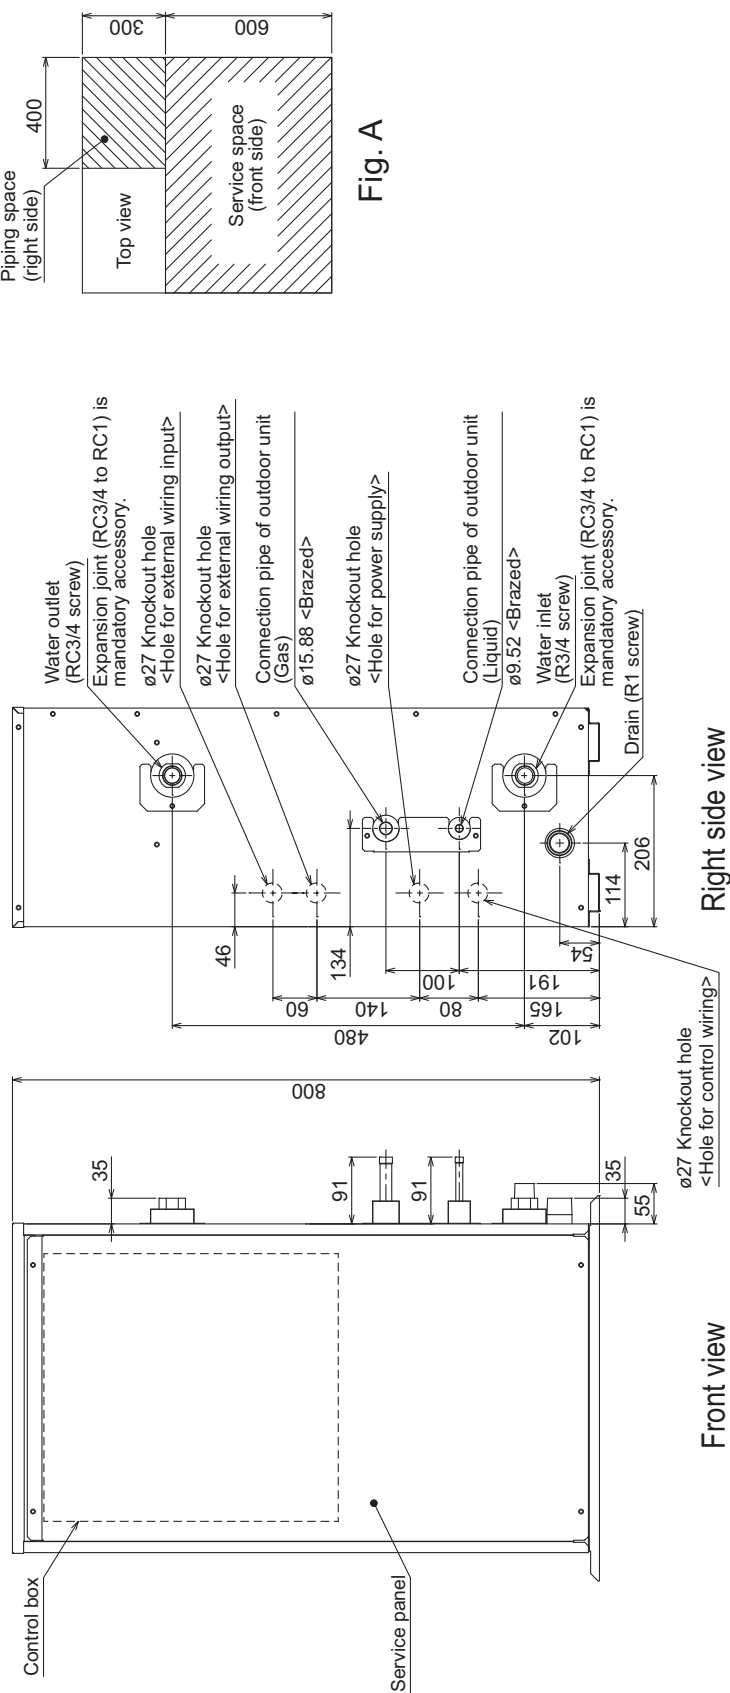 Control box
Service panel
Front view
800
35
91
91
35
55
ø27 Knockout hole
<Hole for control wiring>
Water outlet
(RC3/4 screw)
Expansion joint (RC3/4 to RC1) is
mandatory accessory.
ø27 Knockout hole
<Hole for external wiring input>
ø27 Knockout hole
<Hole for external wiring output>
Connection pipe of outdoor unit
(Gas)
ø15.88 <Brazed>
ø27 Knockout hole
<Hole for power supply>
Connection pipe of outdoor unit
(Liquid)
ø9.52 <Brazed>
Water inlet
(R3/4 screw)
Expansion joint (RC3/4 to RC1) is
mandatory accessory.
Drain (R1 screw)
46
134
114
206
54
100
191
60
140
80
165
480
102
Right side view
Piping space
(right side)
400
300
600
Top view
Service space
(front side)
Fig. A